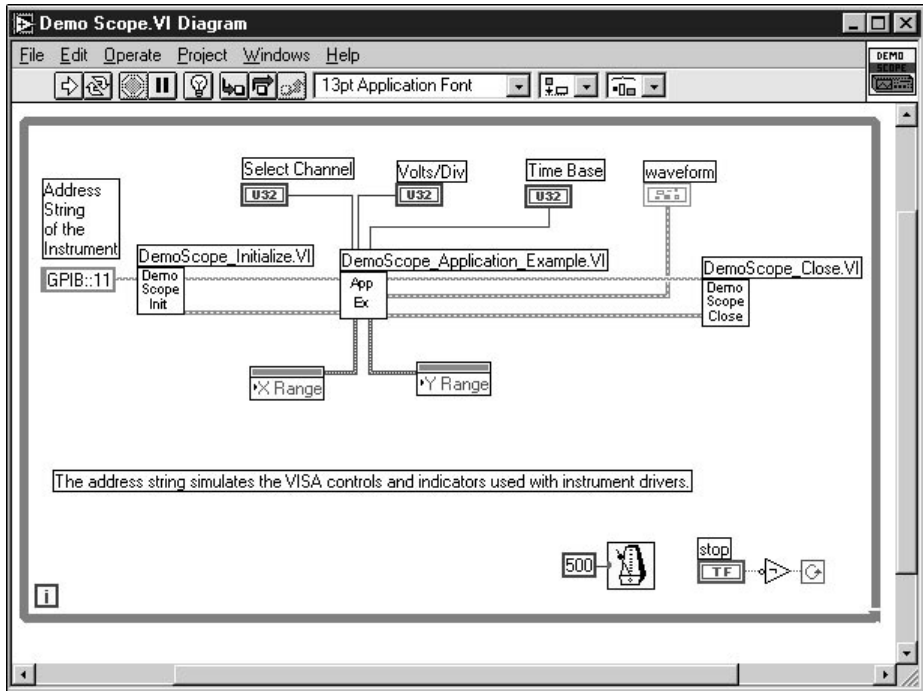 Demo Scope.VI Diagram
File Edit Operate Project Windows Help
DEMO
SCOPE
13pt Application Font
Select Channel
U32
Volts/Div
U32
Time Base
U32
waveform
Address
String
of the
Instrument
GPIB::11
DemoScope_Initialize.VI
Demo
Scope
Init
DemoScope_Application_Example.VI
App
Ex
DemoScope_Close.VI
Demo
Scope
Close
X Range
Y Range
The address string simulates the VISA controls and indicators used with instrument drivers.
500
stop
TF
i